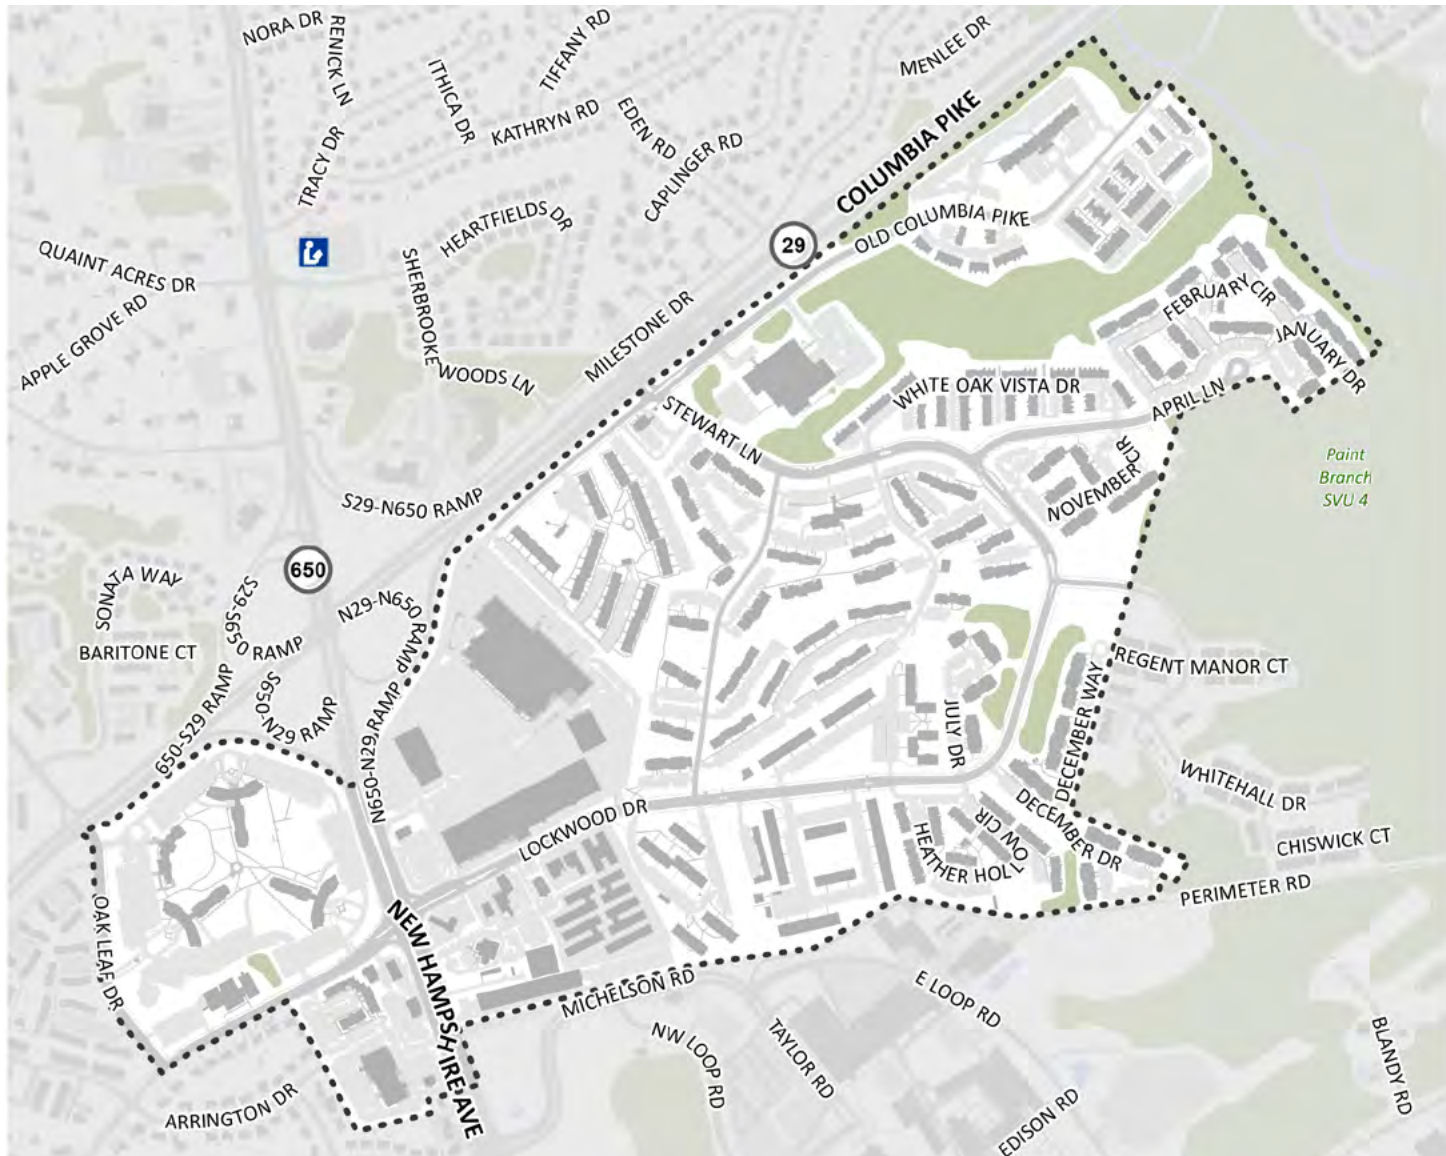 NORA DR
RENICK LN
ITHICA DR
TIFFANY RD
MENLEE DR
KATHRYN RD
EDEN RD
TRACY DR
CAPLINGER RD
COLUMBIA PIKE
HEARTFIELDS DR
OLD COLUMBIA PIKE
29
QUAINT ACRES DR
APPLE GROVE RD
SHERBROOKE
WOODS LN
MILESTONE DR
FEBRUARY CIR
JANUARY DR
WHITE OAK VISTA DR
APRIL LN
STEWART LN
NOVEMBER CIR
Paint
Branch
SVU 4
S29-N650 RAMP
650
SONATA WAY
S29-S650 RAMP
N29-N650 RAMP
BARITONE CT
REGENT MANOR CT
650-S29 RAMP
S650-N29 RAMP
N650-N29 RAMP
JULY DR
DECEMBER WAY
WHITEHALL DR
LOCKWOOD DR
DECEMBER DR
HEATHER HOLLOW CIR
CHISWICK CT
PERIMETER RD
OAK LEAF DR
NEW HAMPSHIRE AVE
MICHELSON RD
E LOOP RD
NW LOOP RD
TAYLOR RD
BLANDY RD
ARRINGTON DR
EDISON RD